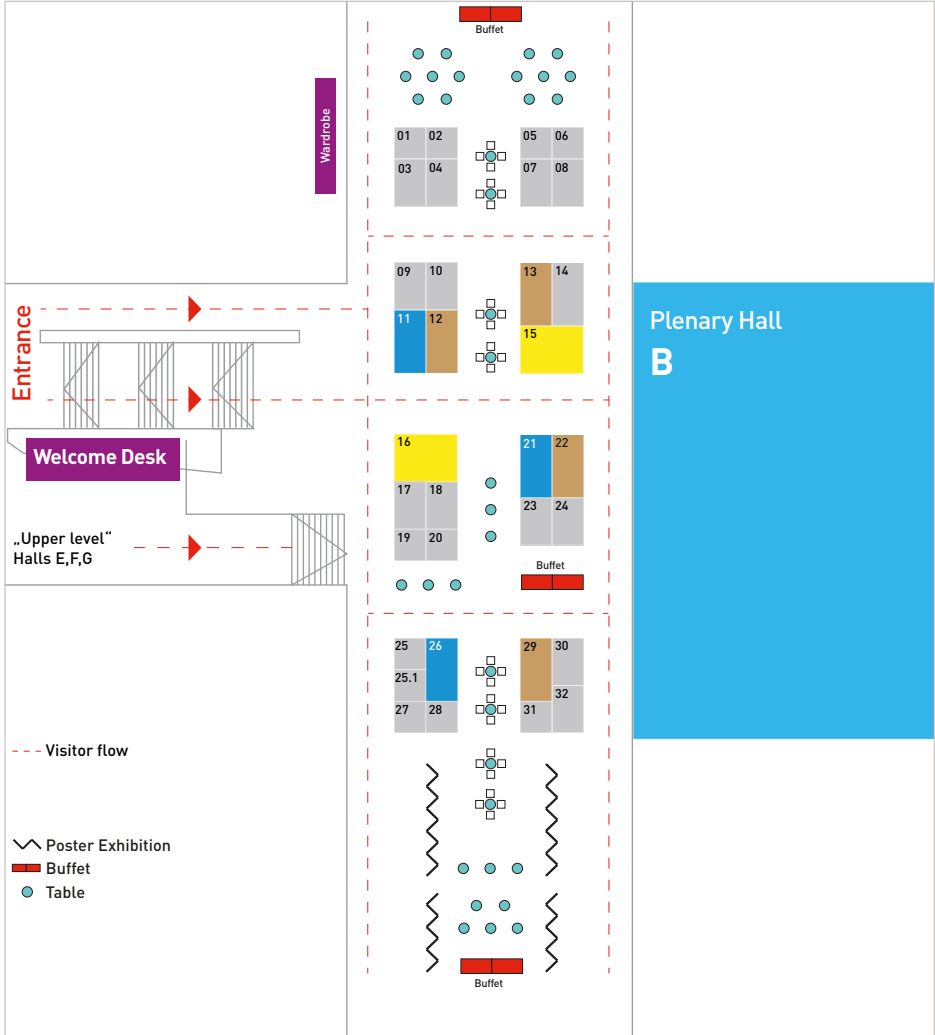 Buffet
Wardrobe
01 02 05 06
03 04 07 08
09 10 13 14
11 12 15
Entrance
Plenary Hall
B
16 21 22
Welcome Desk
17 18 23 24
19 20
„Upper level“
Halls E,F,G
Buffet
25 26 29 30
25.1
32
27 28 31
Visitor flow
Poster Exhibition
Buffet
Table
Buffet